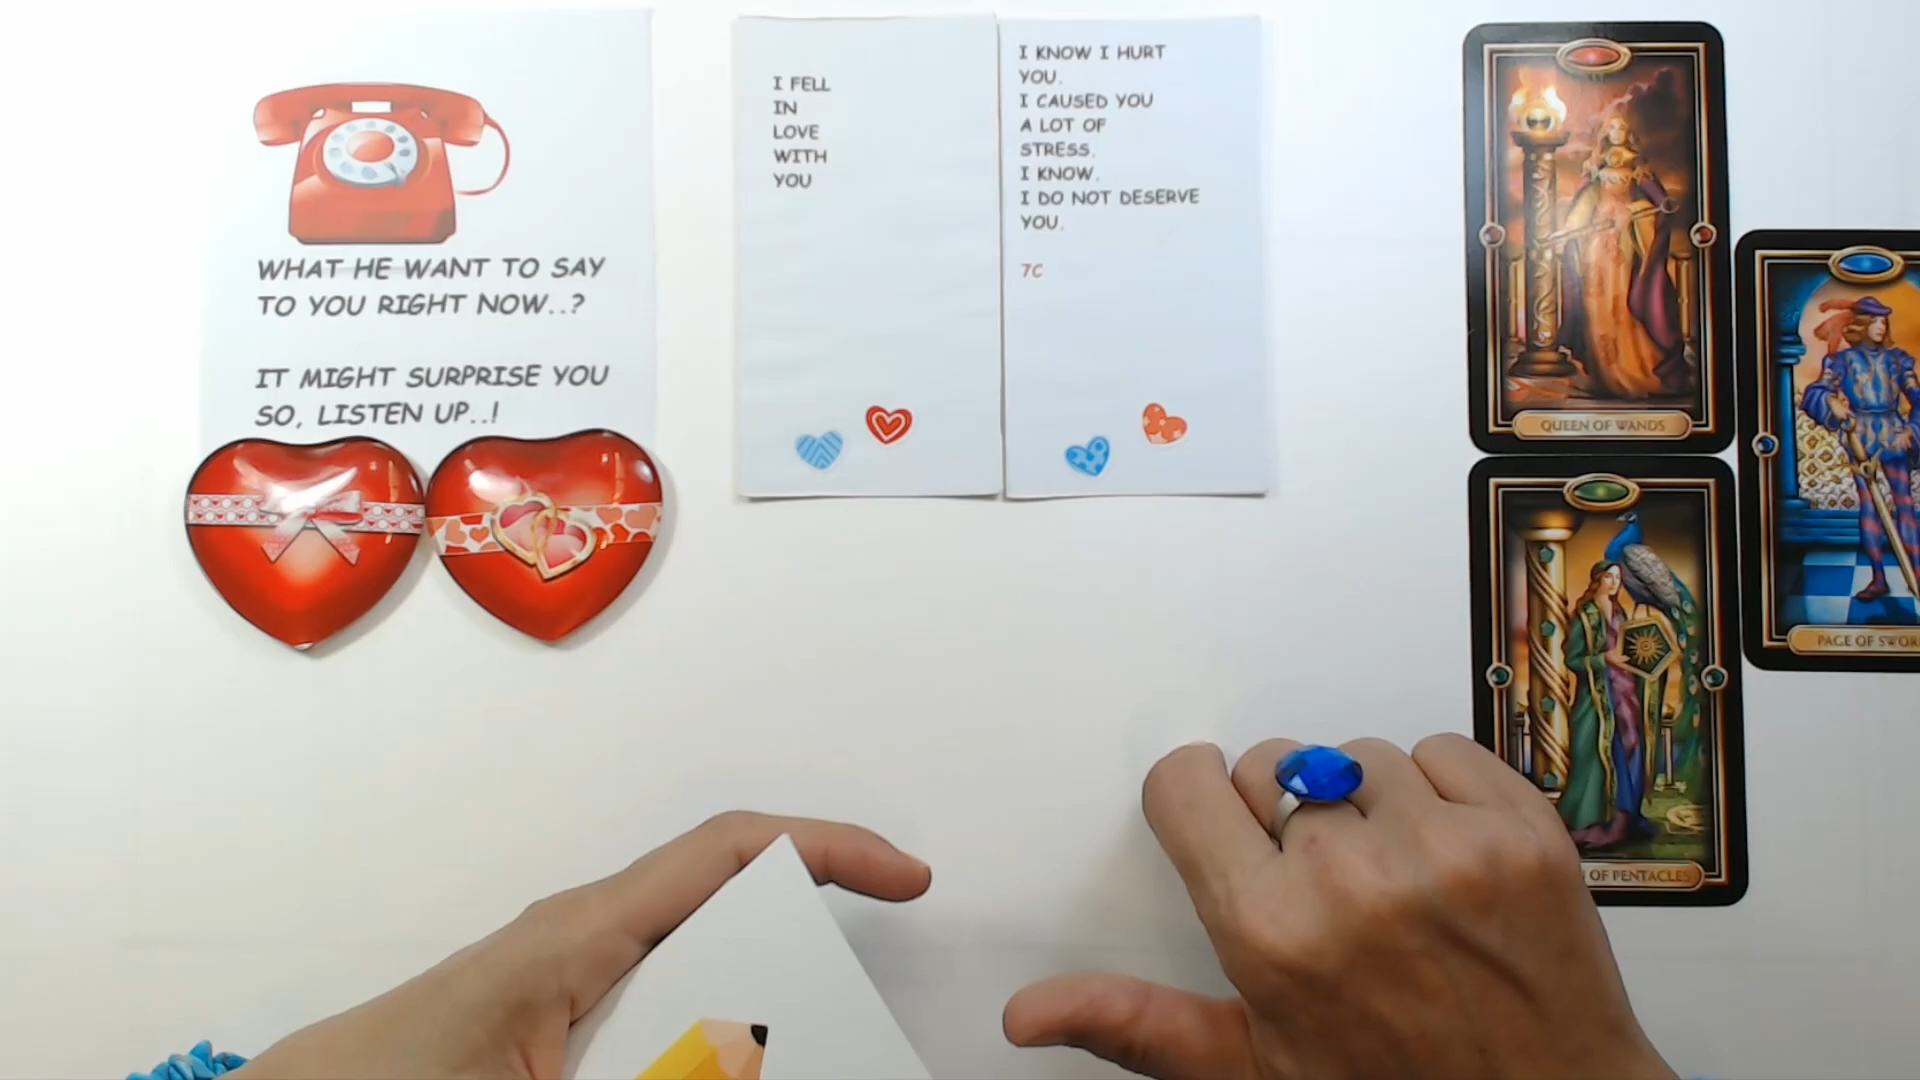 WHAT HE WANT TO SAY
TO YOU RIGHT NOW..?
IT MIGHT SURPRISE YOU
SO, LISTEN UP..!
I FELL
IN
LOVE
WITH
YOU
I KNOW I HURT
YOU.
I CAUSED YOU
A LOT OF
STRESS.
I KNOW.
I DO NOT DESERVE
YOU.
7C
QUEEN OF WANDS
PAGE OF SWOR
OF PENTACLES